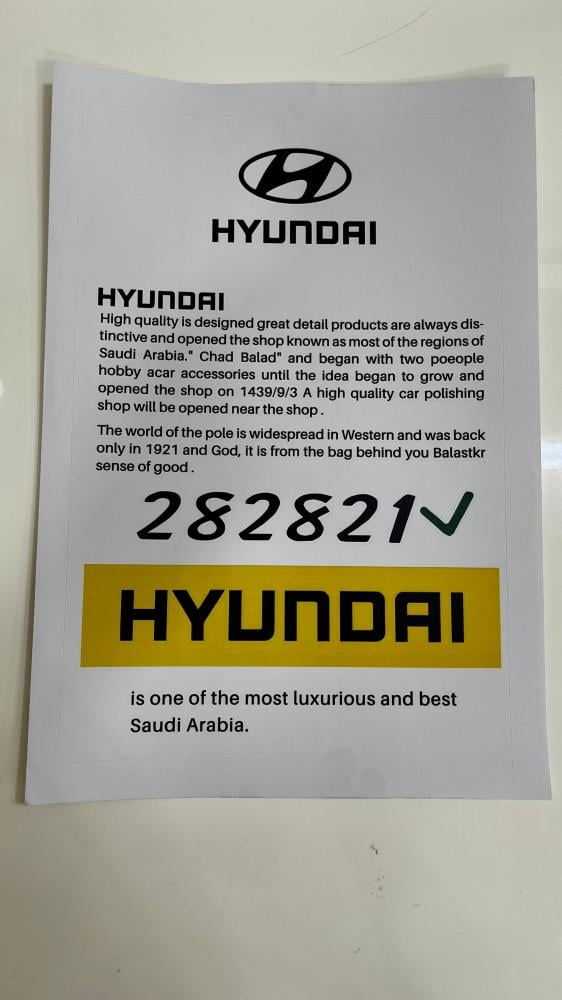 HYUNDAI
HYUNDAI
High quality is designed great detail products are always dis-
tinctive and opened the shop known as most of the regions of
Saudi Arabia." Chad Balad" and began with two poeople
hobby acar accessories until the idea began to grow and
opened the shop on 1439/9/3 A high quality car polishing
shop will be opened near the shop .
The world of the pole is widespread in Western and was back
only in 1921 and God, it is from the bag behind you Balastkr
sense of good .
282821✓
HYUNDAI
is one of the most luxurious and best
Saudi Arabia.